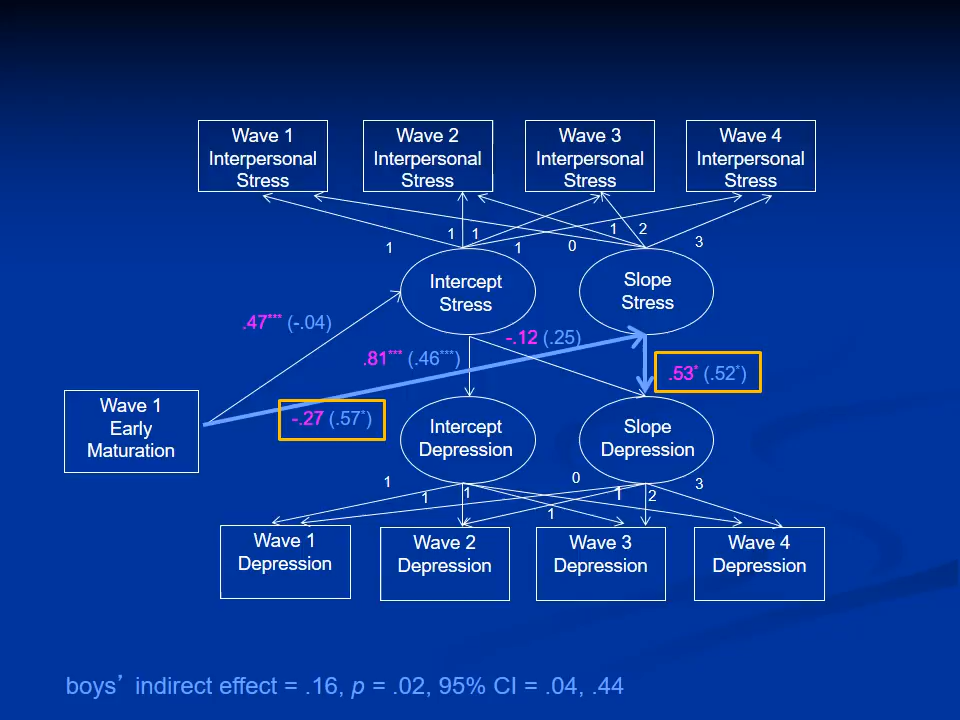 Wave 1
Interpersonal
Stress
Wave 2
Interpersonal
Stress
Wave 3
Interpersonal
Stress
Wave 4
Interpersonal
Stress
1
1
1
1
0
1
2
3
Intercept
Stress
Slope
Stress
.47*** (-.04)
-.12 (.25)
.81*** (.46***)
.53* (.52*)
Wave 1
Early
Maturation
-.27 (.57*)
Intercept
Depression
Slope
Depression
1
1
1
1
0
1
2
3
Wave 1
Depression
Wave 2
Depression
Wave 3
Depression
Wave 4
Depression
boys’ indirect effect = .16, p = .02, 95% CI = .04, .44